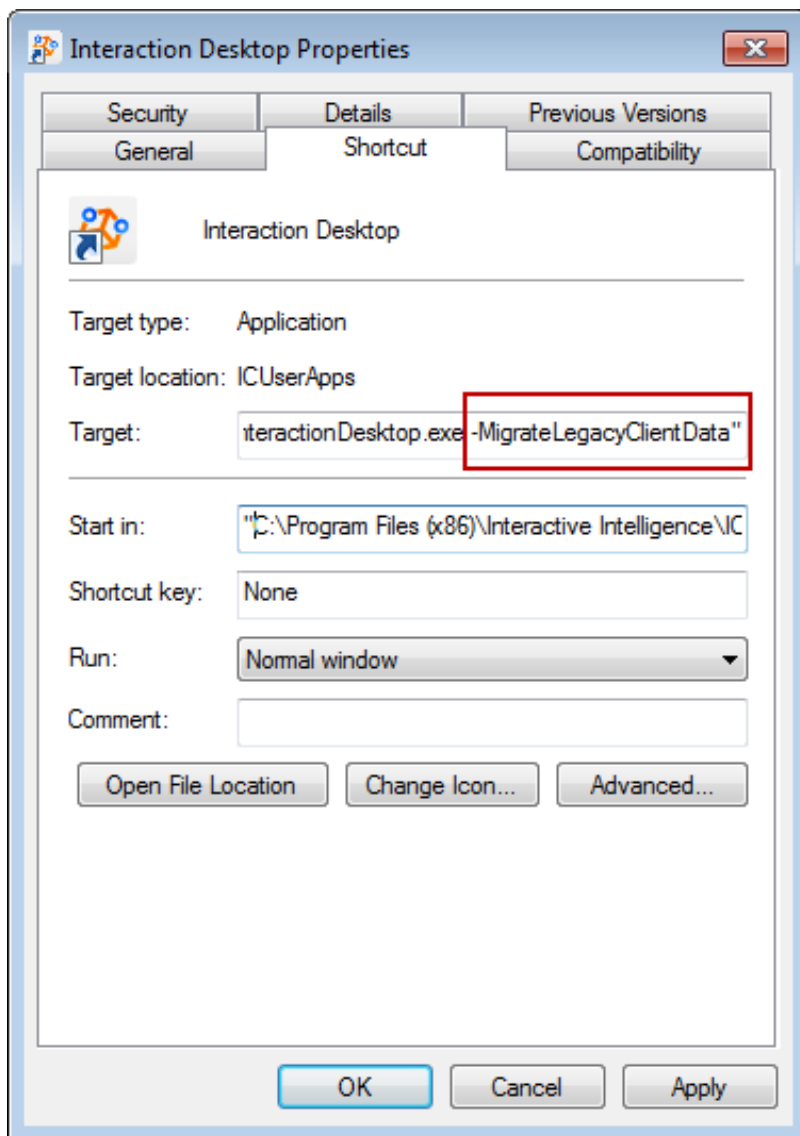 Interaction Desktop Properties
Security Details Previous Versions
General Shortcut Compatibility
Interaction Desktop
Target type: Application
Target location: ICUserApps
Target: nteractionDesktop.exe -MigrateLegacyClientData"
Start in: "C:\Program Files (x86)\Interactive Intelligence\IC
Shortcut key: None
Run: Normal window
Comment:
Open File Location Change Icon... Advanced...
OK Cancel Apply